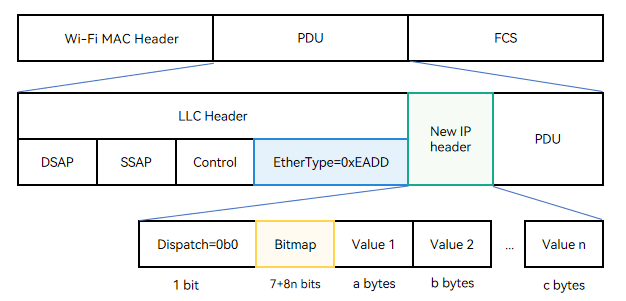 Wi-Fi MAC Header PDU FCS
LLC Header
New IP
header
PDU
DSAP SSAP Control EtherType=0xEADD
Dispatch=0b0 Bitmap Value 1 Value 2 ... Value n
1 bit 7+8n bits a bytes b bytes c bytes